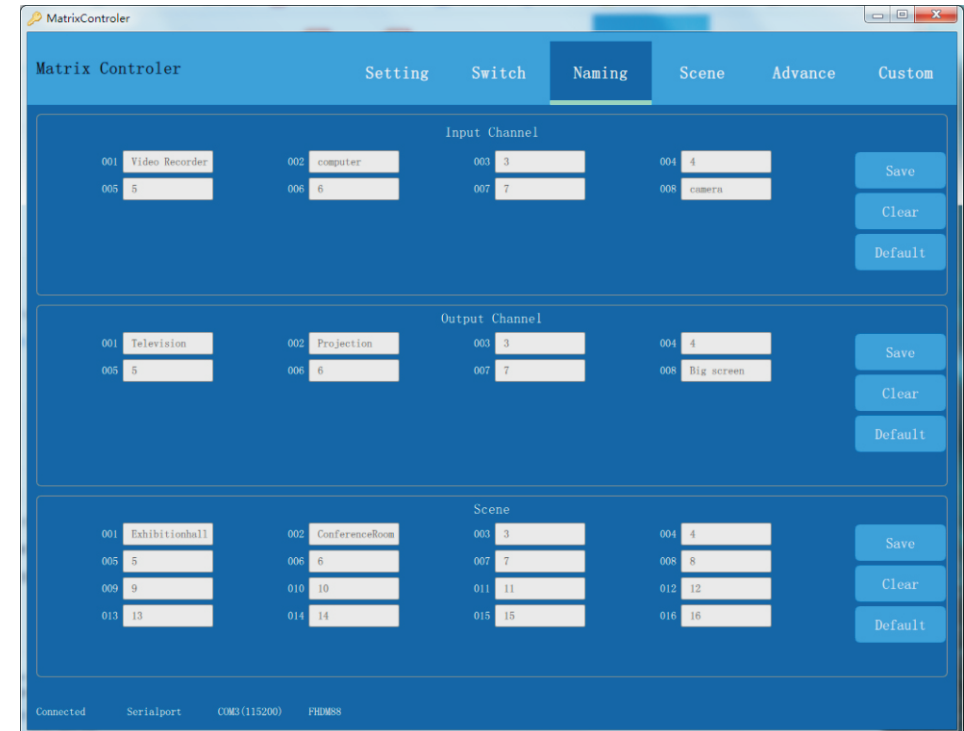 MatrixControler
Matrix Controler Setting Switch Naming Scene Advance Custom
Input Channel
001 Video Recorder 002 computer 003 3 004 4
005 5 006 6 007 7 008 camera
Save
Clear
Default
Output Channel
001 Television 002 Projection 003 3 004 4
005 5 006 6 007 7 008 Big screen
Save
Clear
Default
Scene
001 Exhibitionhall 002 ConferenceRoom 003 3 004 4
005 5 006 6 007 7 008 8
009 9 010 10 011 11 012 12
013 13 014 14 015 15 016 16
Save
Clear
Default
Connected Serialport COM3(115200) FHDM88